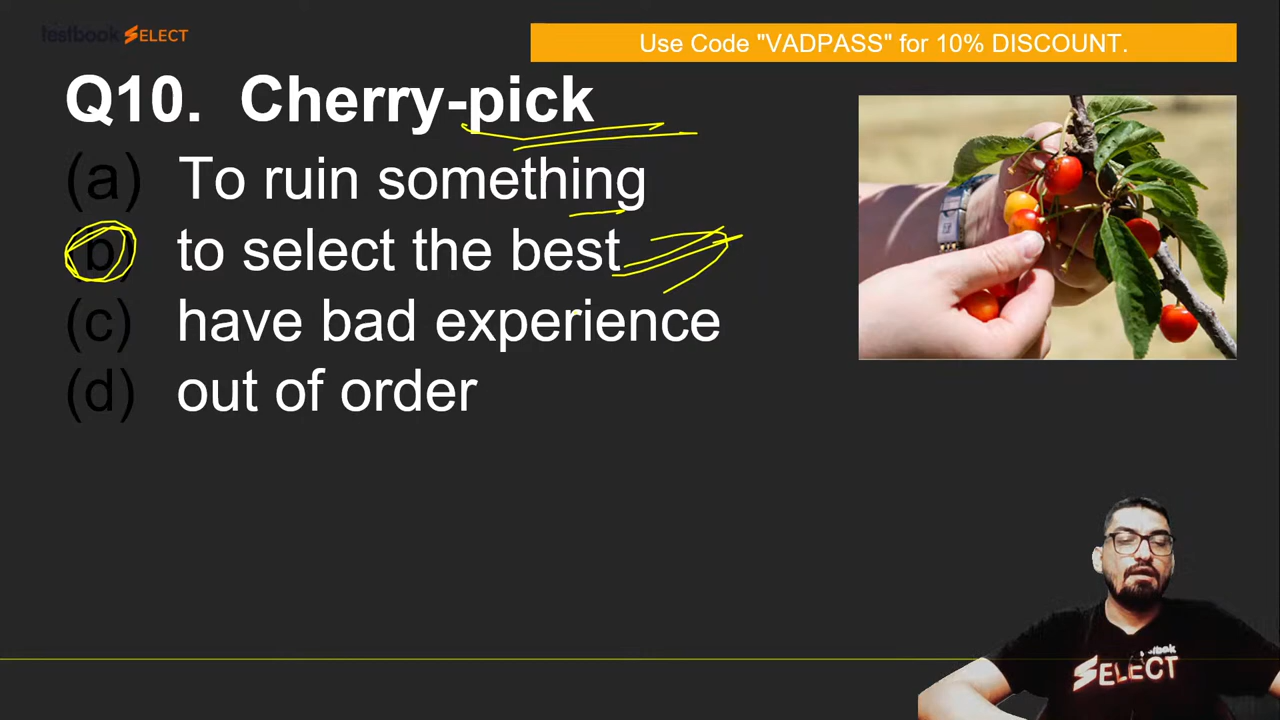 testbook SELECT
Use Code "VADPASS" for 10% DISCOUNT.
Q10. Cherry-pick
(a) To ruin something
(b) to select the best
(c) have bad experience
(d) out of order
SELECT